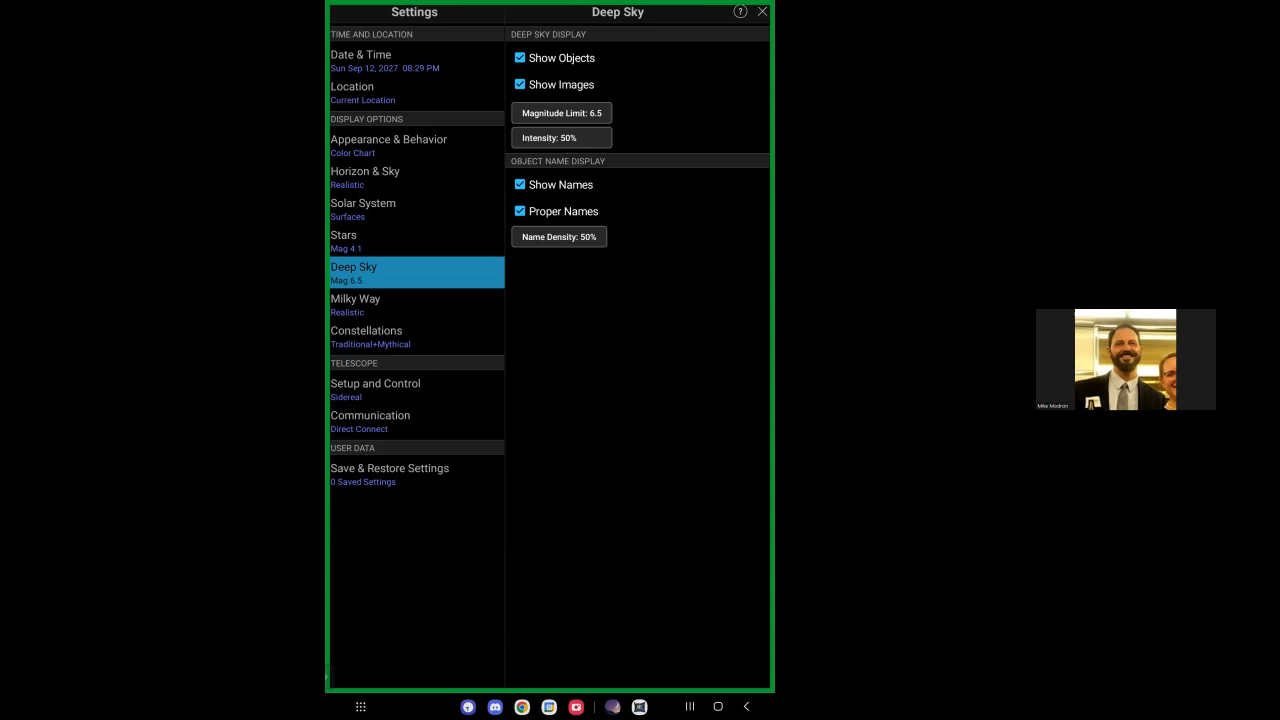 Settings
TIME AND LOCATION
Date & Time
Sun Sep 12, 2027 08:29 PM
Location
Current Location
DISPLAY OPTIONS
Appearance & Behavior
Color Chart
Horizon & Sky
Realistic
Solar System
Surfaces
Stars
Mag 4.1
Deep Sky
Mag 6.5
Milky Way
Realistic
Constellations
Traditional+Mythical
TELESCOPE
Setup and Control
Sidereal
Communication
Direct Connect
USER DATA
Save & Restore Settings
0 Saved Settings
Deep Sky
?
DEEP SKY DISPLAY
Show Objects
Show Images
Magnitude Limit: 6.5
Intensity: 50%
OBJECT NAME DISPLAY
Show Names
Proper Names
Name Density: 50%
Mike Madron